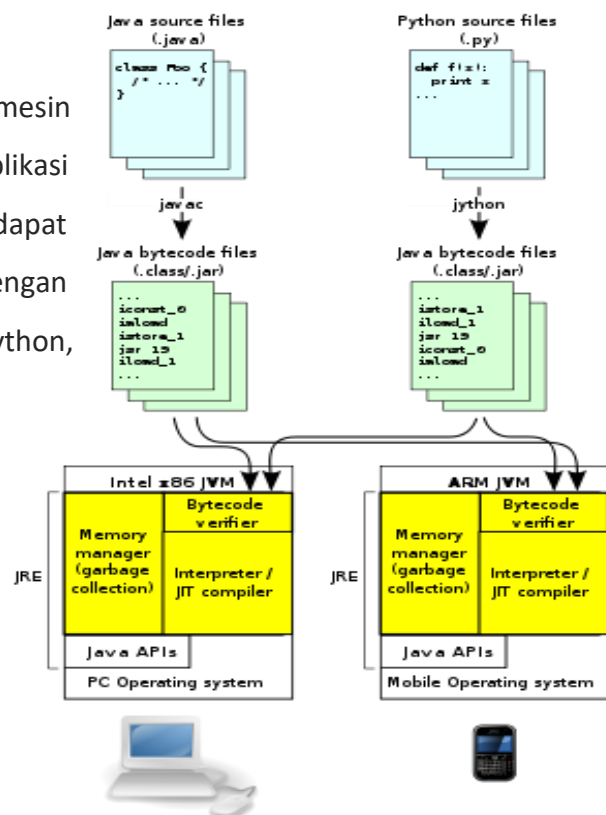 mesin
plikasi
dapat
engan
ython,
Java source files
(.java)
class Foo {
/* ... */
}
javac
Java bytecode files
(.class/.jar)
...
iconst_0
imloed
istore_1
jsr 19
iload_1
...
Python source files
(.py)
def f(x):
print x
...
jython
Java bytecode files
(.class/.jar)
...
istore_1
iload_1
jsr 19
iconst_0
...
Intel x86 JVM
Bytecode
verifier
Memory
manager
(garbage
collection)
Interpreter /
JIT compiler
JRE
Java APIs
PC Operating system
ARM JVM
Bytecode
verifier
Memory
manager
(garbage
collection)
Interpreter /
JIT compiler
JRE
Java APIs
Mobile Operating system